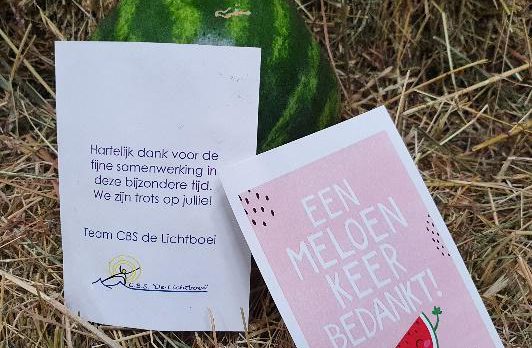 Hartelijk dank voor de
fijne samenwerking in
deze bijzondere tijd.
We zijn trots op jullie!
Team CBS de Lichtboei
C.B.S. "De Lichtboei"
EEN
MELOEN
KEER
BEDANKT!